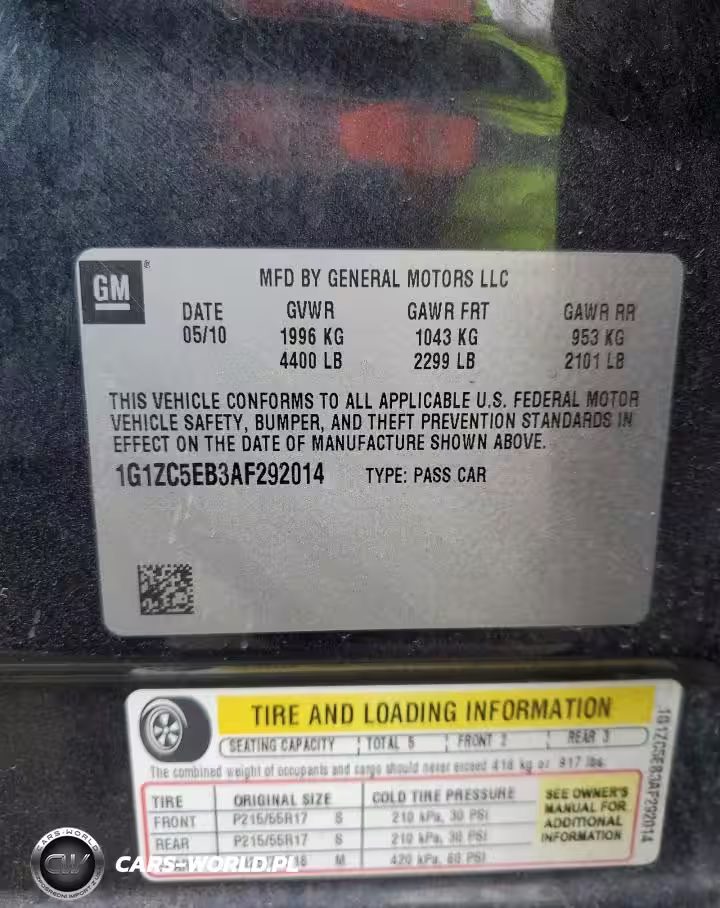 GM
®
MFD BY GENERAL MOTORS LLC
DATE GVWR GAWR FRT GAWR RR
05/10 1996 KG 1043 KG 953 KG
4400 LB 2299 LB 2101 LB
THIS VEHICLE CONFORMS TO ALL APPLICABLE U.S. FEDERAL MOTOR
VEHICLE SAFETY, BUMPER, AND THEFT PREVENTION STANDARDS IN
EFFECT ON THE DATE OF MANUFACTURE SHOWN ABOVE.
1G1ZC5EB3AF292014 TYPE: PASS CAR
TIRE AND LOADING INFORMATION
SEATING CAPACITY TOTAL 5 FRONT 2 REAR 3
The combined weight of occupants and cargo should never exceed 416 kg or 917 lbs.
TIRE ORIGINAL SIZE COLD TIRE PRESSURE
FRONT P215/55R17 S 210 kPa, 30 PSI
REAR P215/55R17 S 210 kPa, 30 PSI
M 420 kPa, 60 PSI
SEE OWNER'S
MANUAL FOR
ADDITIONAL
INFORMATION
1G1ZC5EB3AF292014
CARS-WORLD
CW
CARS-WORLD.PL